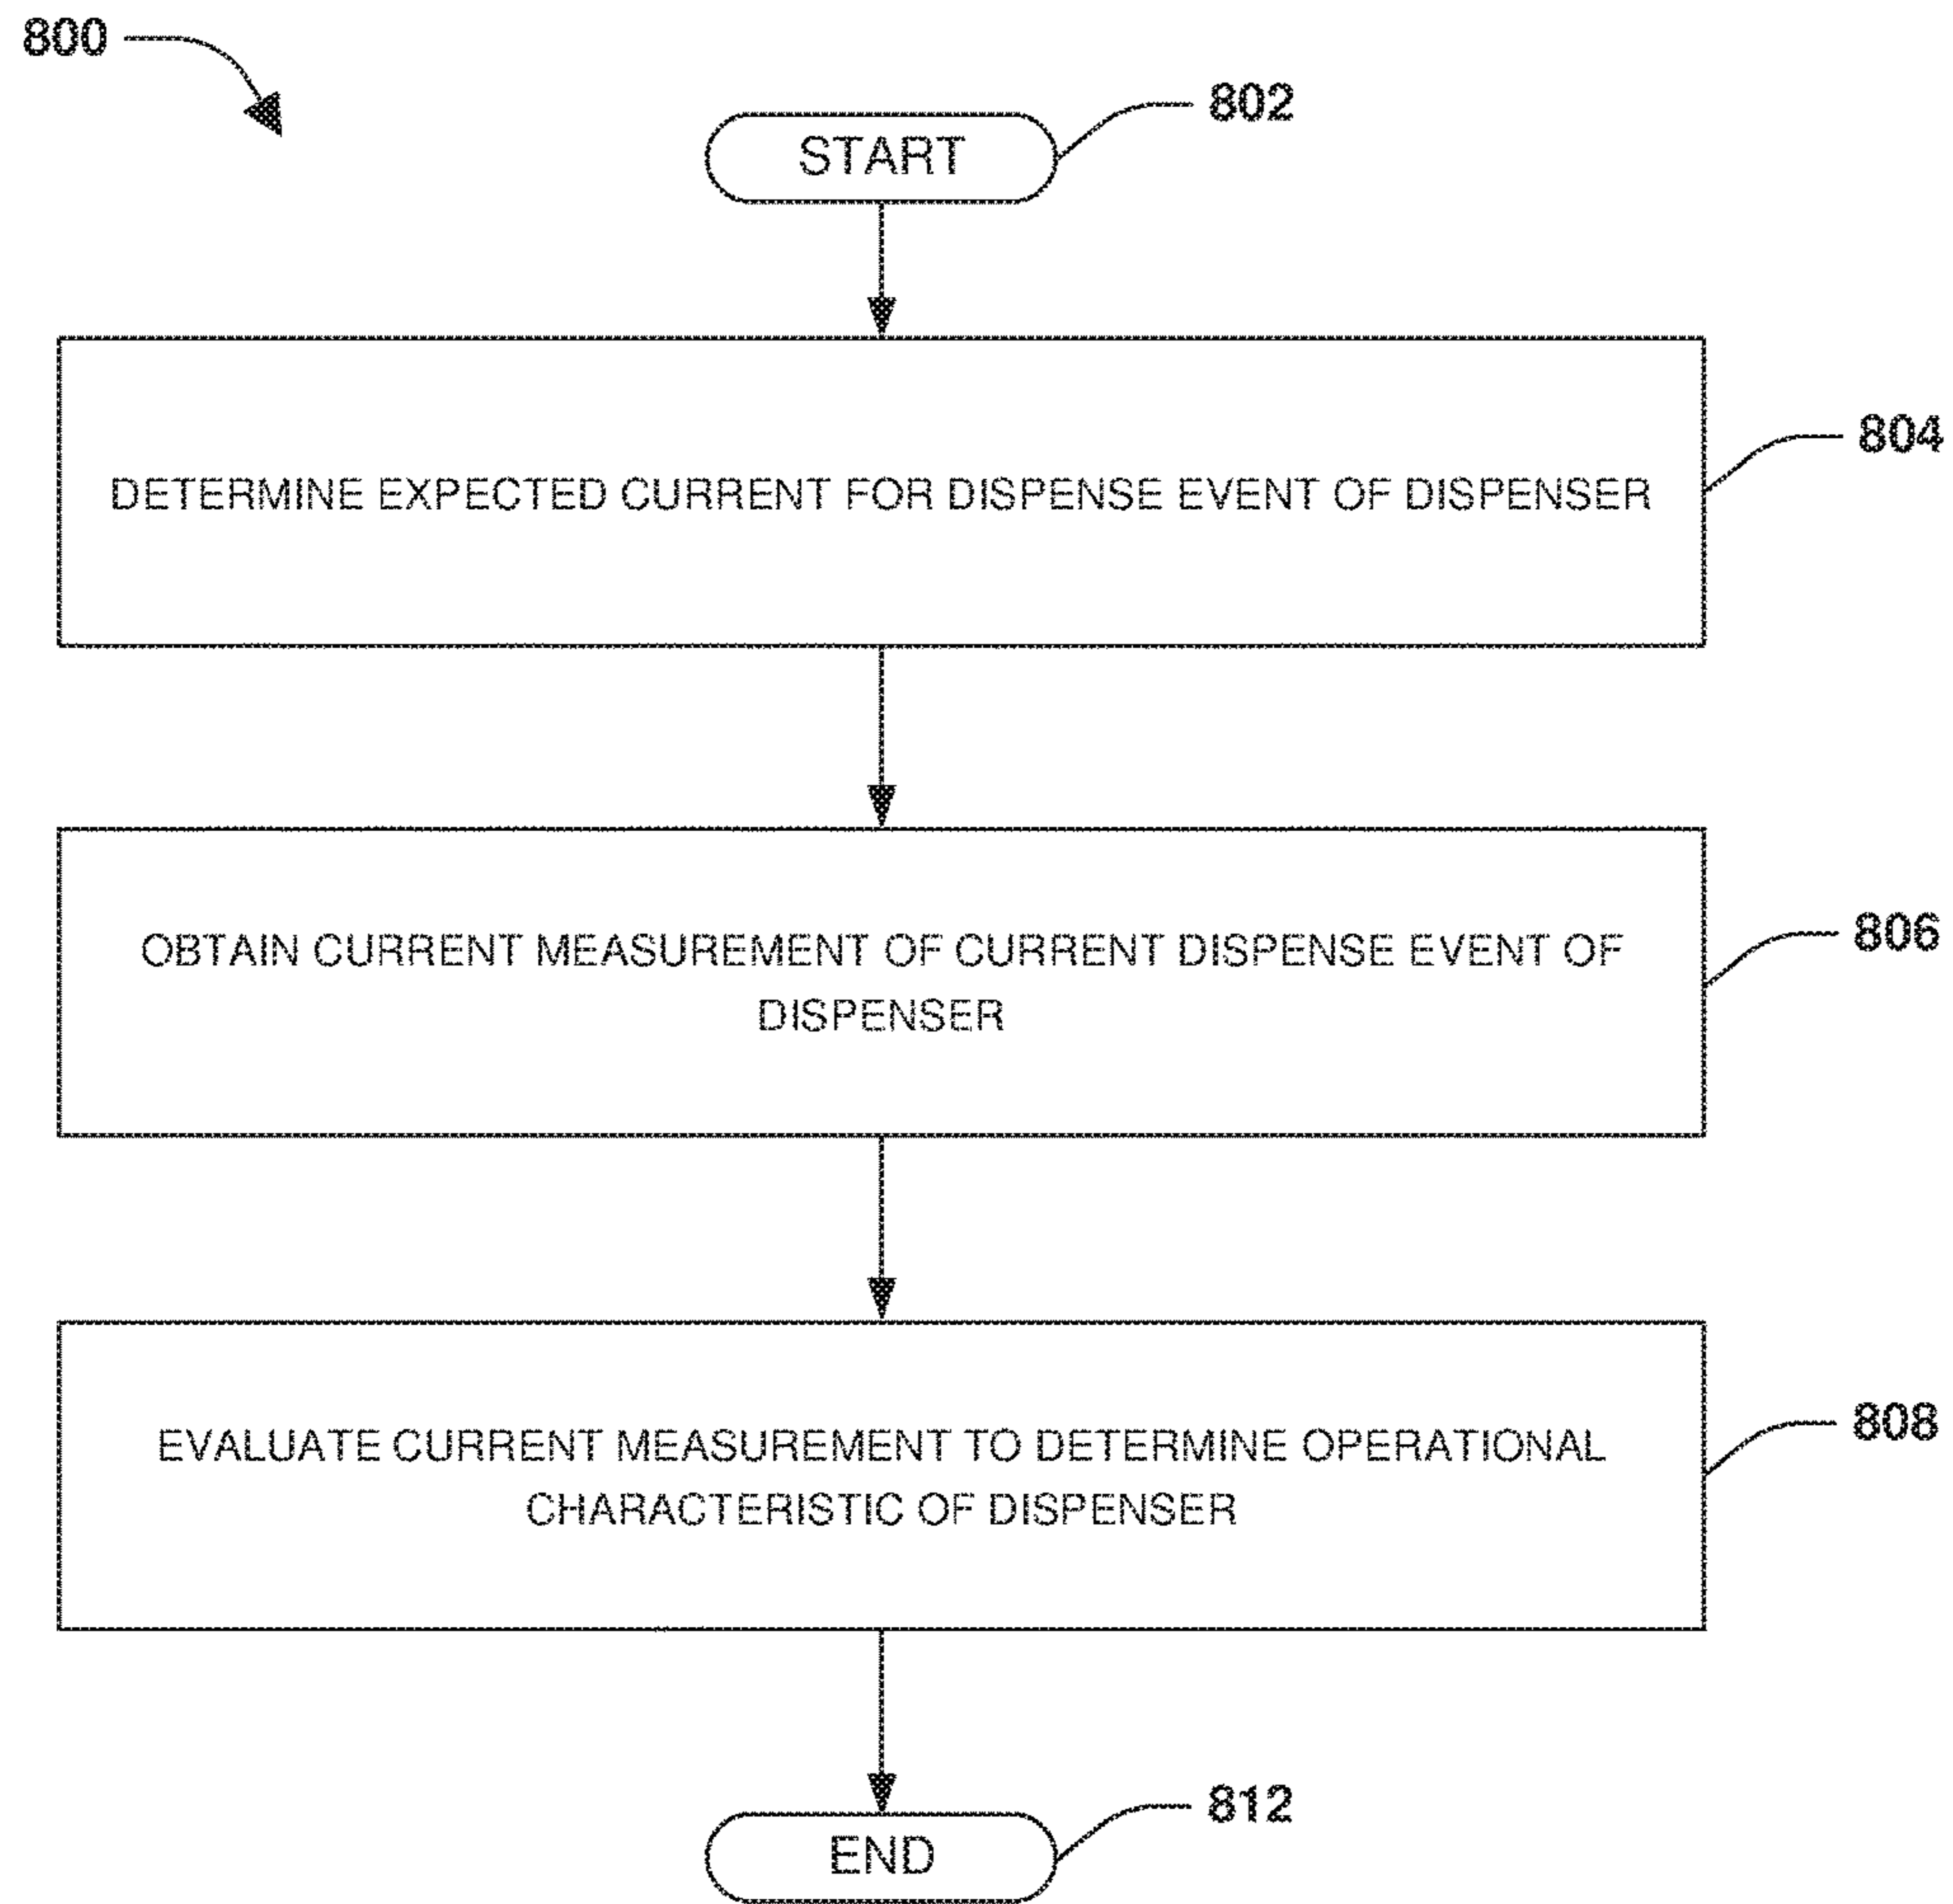 800
802
START
804
DETERMINE EXPECTED CURRENT FOR DISPENSE EVENT OF DISPENSER
806
OBTAIN CURRENT MEASUREMENT OF CURRENT DISPENSE EVENT OF
DISPENSER
808
EVALUATE CURRENT MEASUREMENT TO DETERMINE OPERATIONAL
CHARACTERISTIC OF DISPENSER
812
END